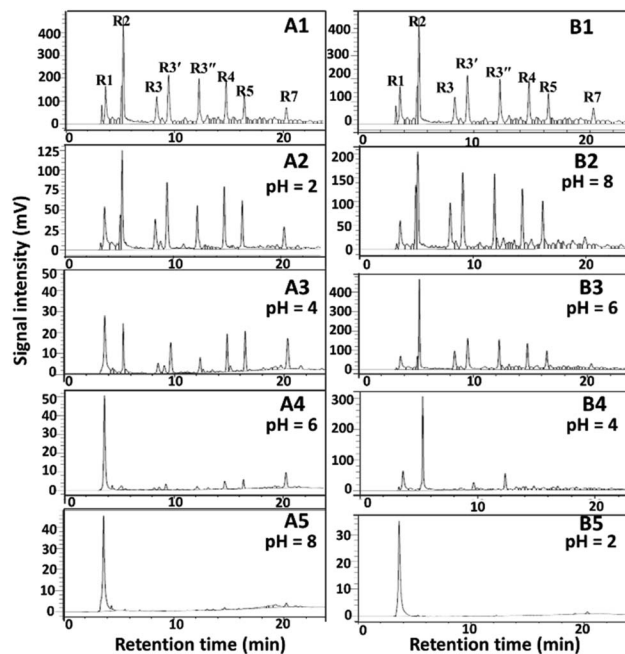 A1
B1
R2
R2
R1
R3
R3′
R3″
R4
R5
R7
R1
R3
R3′
R3″
R4
R5
R7
400
300
200
100
0
400
300
200
100
0
0
10
20
0
10
20
A2
pH = 2
B2
pH = 8
125
100
75
50
25
0
200
150
100
50
0
0
10
20
0
10
20
A3
pH = 4
B3
pH = 6
50
40
30
20
10
0
400
300
200
100
0
0
10
20
0
10
20
A4
pH = 6
B4
pH = 4
50
40
30
20
10
0
300
200
100
0
0
10
20
0
10
20
A5
pH = 8
B5
pH = 2
40
30
20
10
0
30
20
10
0
0
10
20
0
10
20
Signal intensity (mV)
Retention time (min)
Retention time (min)